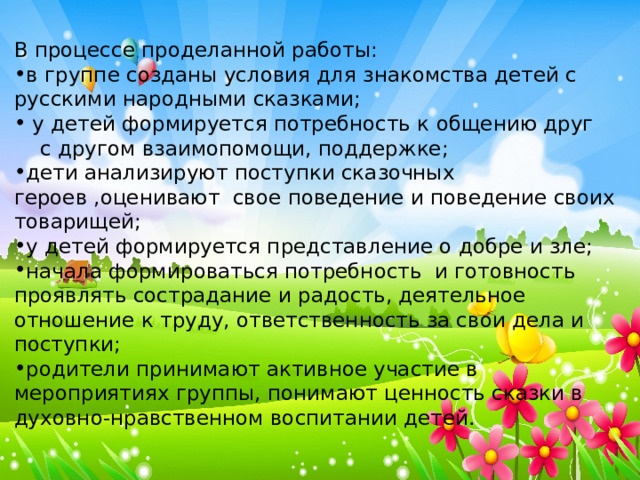 В процессе проделанной работы:
•в группе созданы условия для знакомства детей с
русскими народными сказками;
• у детей формируется потребность к общению друг
с другом взаимопомощи, поддержке;
•дети анализируют поступки сказочных
героев ,оценивают  свое поведение и поведение своих
товарищей;
•у детей формируется представление о добре и зле;
•начала формироваться потребность  и готовность
проявлять сострадание и радость, деятельное
отношение к труду, ответственность за свои дела и
поступки;
•родители принимают активное участие в
мероприятиях группы, понимают ценность сказки в
духовно-нравственном воспитании детей.